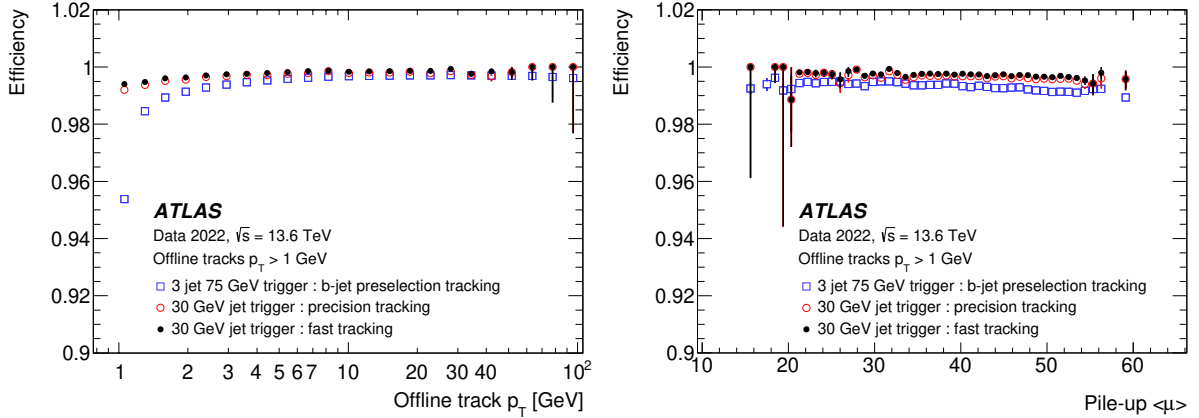 Efficiency
1.02
1
0.98
0.96
0.94
0.92
0.9
ATLAS
Data 2022, √s = 13.6 TeV
Offline tracks p_T > 1 GeV
3 jet 75 GeV trigger : b-jet preselection tracking
30 GeV jet trigger : precision tracking
30 GeV jet trigger : fast tracking
1 2 3 4 5 6 7 10 20 30 40 10²
Offline track p_T [GeV]
Efficiency
1.02
1
0.98
0.96
0.94
0.92
0.9
ATLAS
Data 2022, √s = 13.6 TeV
Offline tracks p_T > 1 GeV
3 jet 75 GeV trigger : b-jet preselection tracking
30 GeV jet trigger : precision tracking
30 GeV jet trigger : fast tracking
10 20 30 40 50 60
Pile-up <μ>